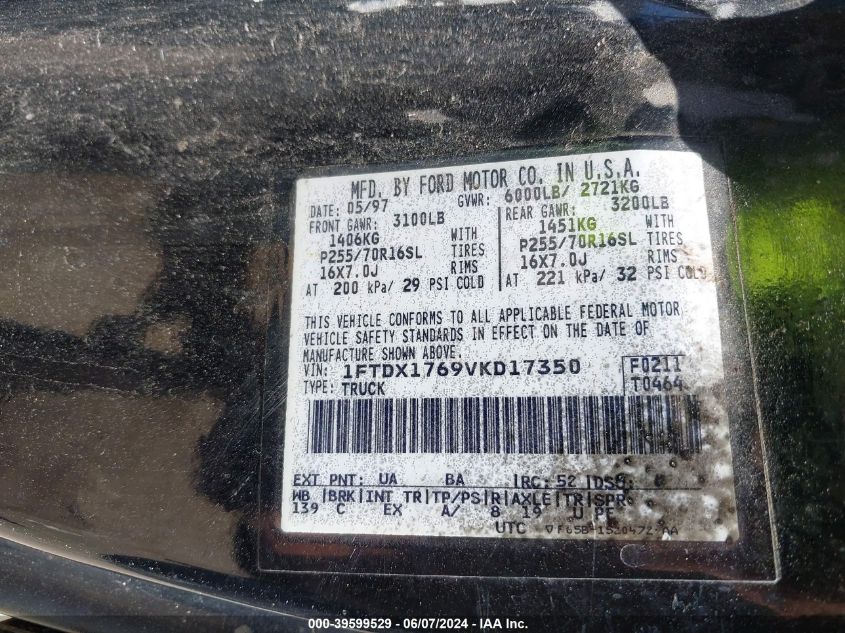 MFD. BY FORD MOTOR CO. IN U.S.A.
DATE: 05/97 GVWR: 6000LB/ 2721KG
FRONT GAWR: 3100LB REAR GAWR: 3200LB
1406KG WITH 1451KG WITH
P255/70R16SL TIRES P255/70R16SL TIRES
16X7.0J RIMS 16X7.0J RIMS
AT 200 kPa/ 29 PSI COLD AT 221 kPa/ 32 PSI COLD
THIS VEHICLE CONFORMS TO ALL APPLICABLE FEDERAL MOTOR
VEHICLE SAFETY STANDARDS IN EFFECT ON THE DATE OF
MANUFACTURE SHOWN ABOVE.
VIN: 1FTDX1769VKD17350 F0211
TYPE: TRUCK T0464
EXT PNT: UA BA RC: 52 DSO:
WB BRK INT TR TP/PS R AXLE TR SPR
139 C EX A/ 8 19 U PF
UTC
000-39599529 - IAAI - 06/07/2024 - IAA Inc.